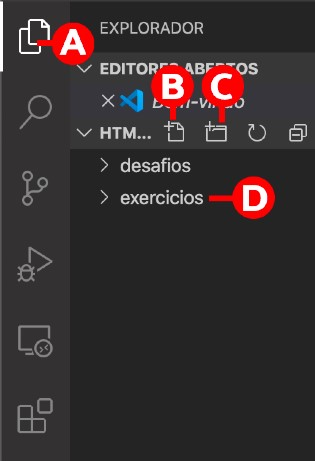 A
EXPLORADOR
EDITORES ABERTOS
B
C
HTM...
desafios
exercicios
D